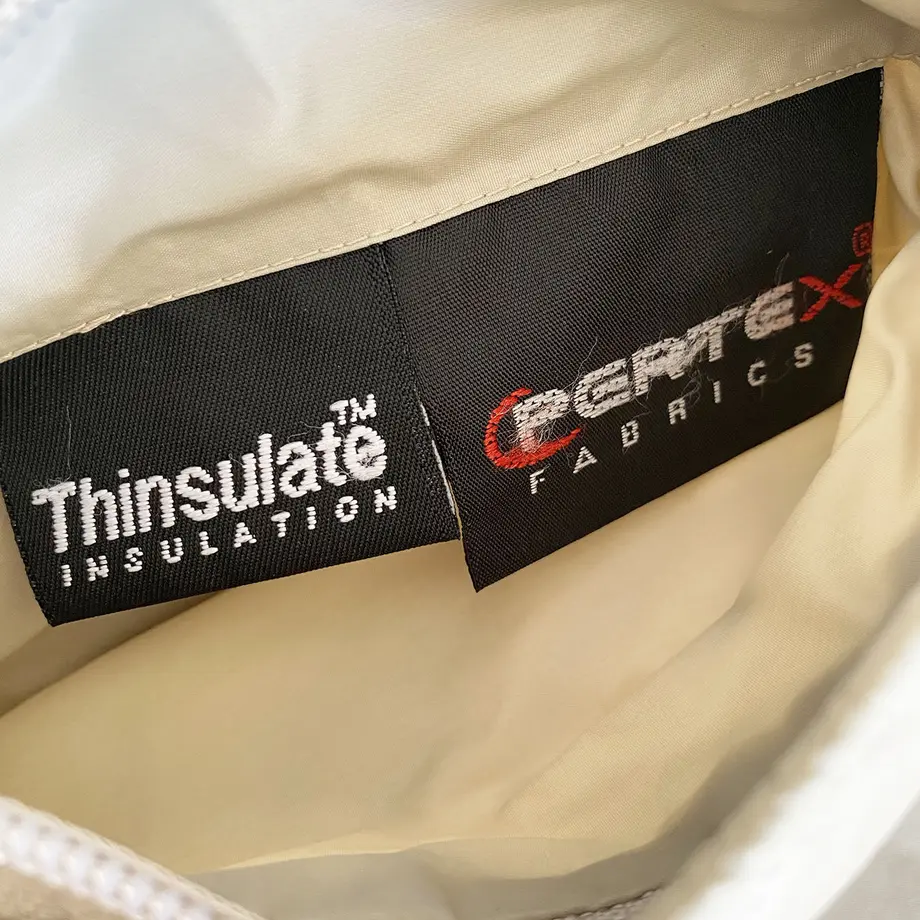 Thinsulate™
INSULATION
PERTEX®
FABRICS